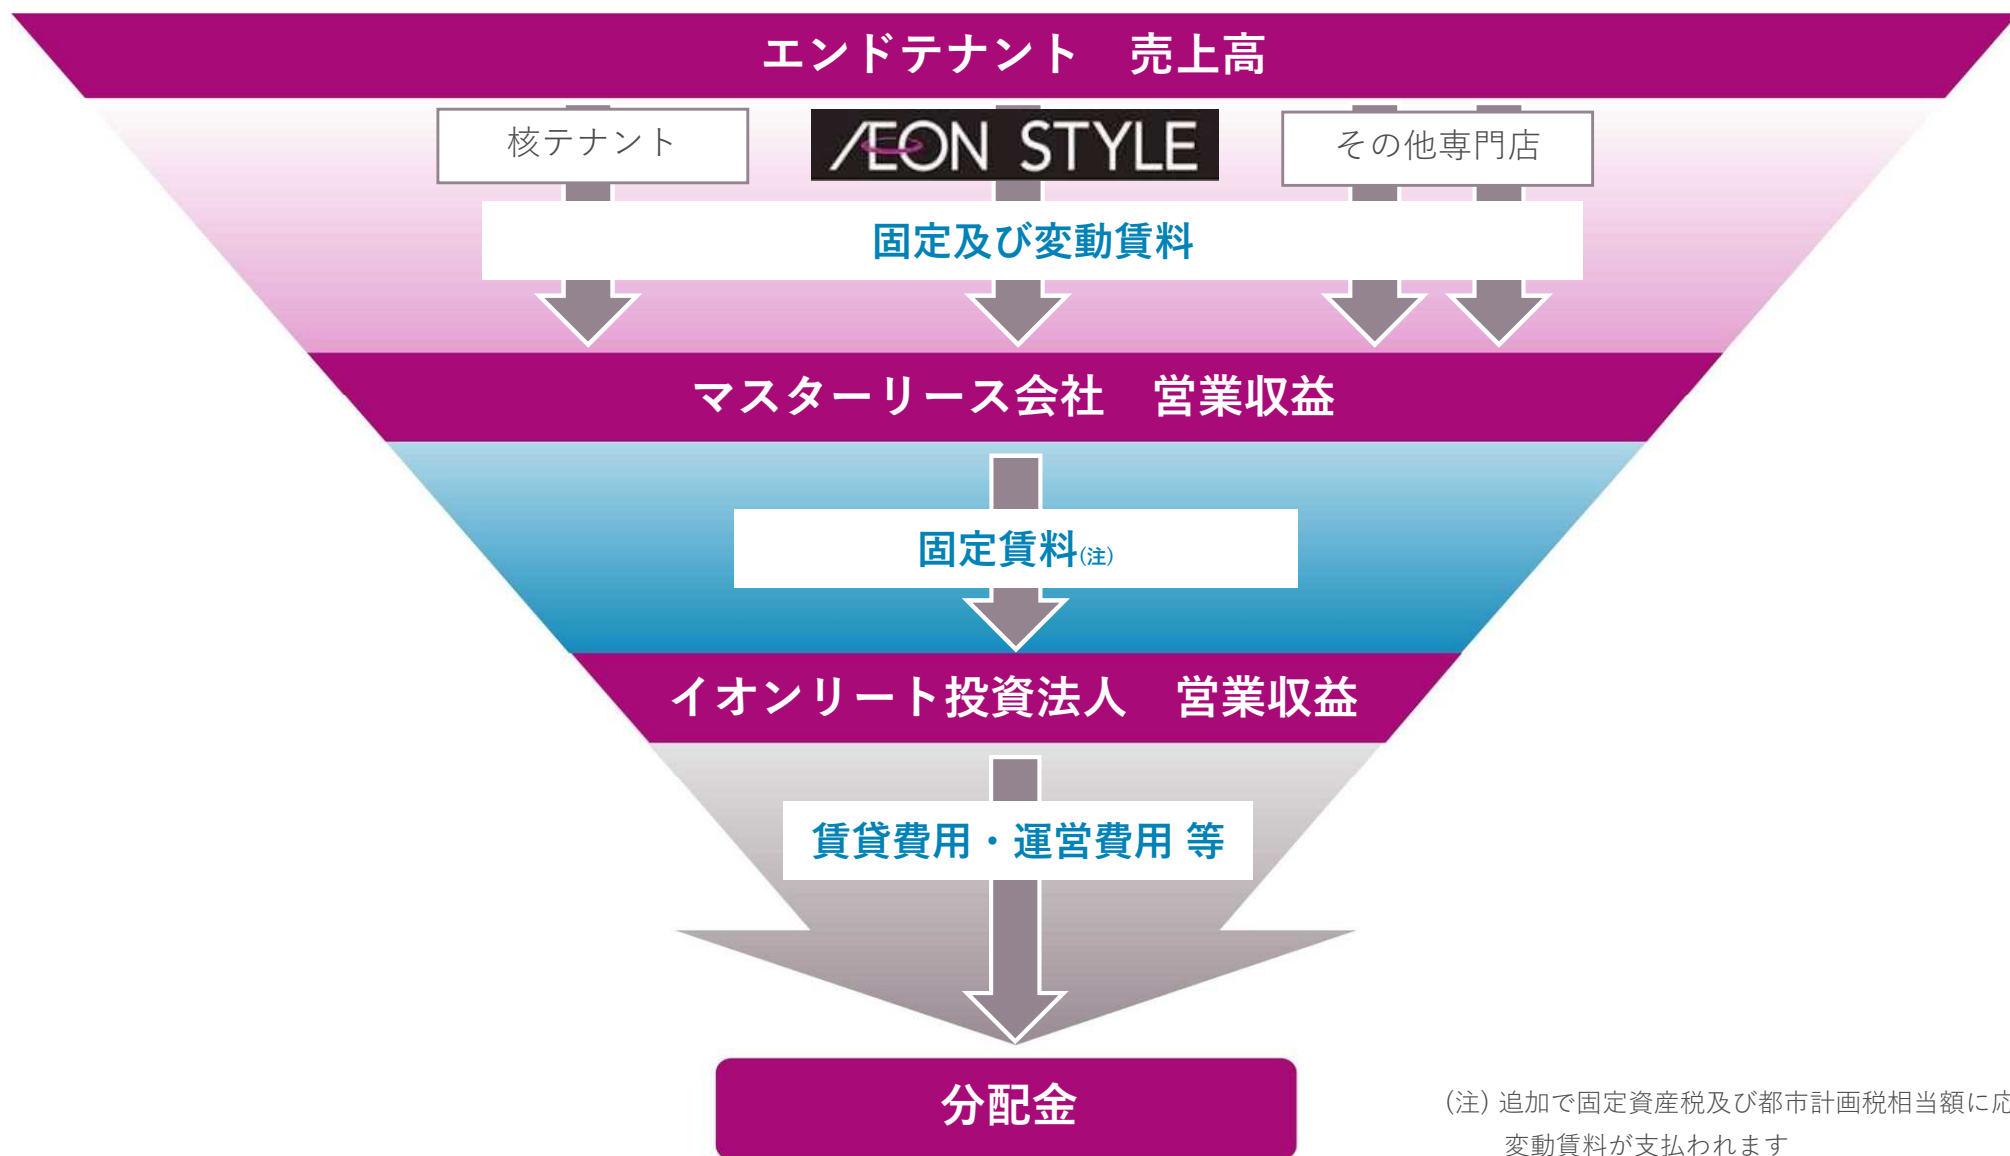 エンドテナント　売上高
核テナント
ÆON STYLE
その他専門店
固定及び変動賃料
マスターリース会社　営業収益
固定賃料(注)
イオンリート投資法人　営業収益
賃貸費用・運営費用 等
分配金
(注) 追加で固定資産税及び都市計画税相当額に応
変動賃料が支払われます